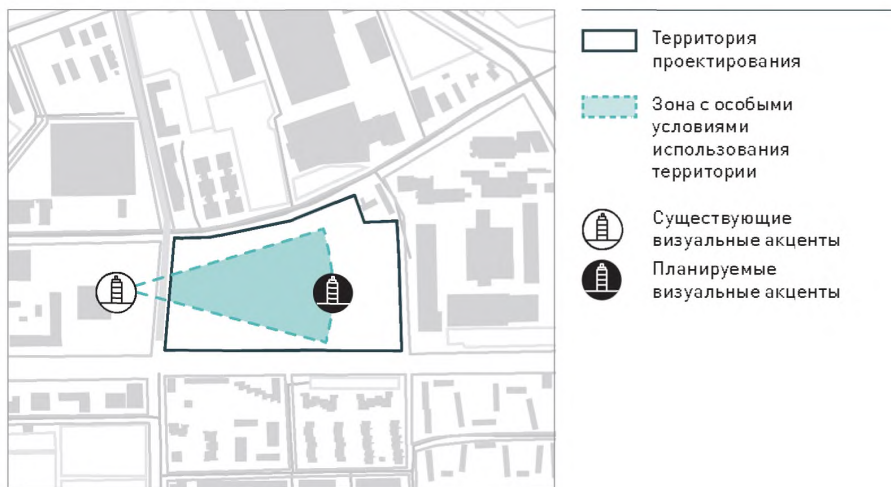 Территория
проектирования
Зона с особыми
условиями
использования
территории
Существующие
визуальные акценты
Планируемые
визуальные акценты